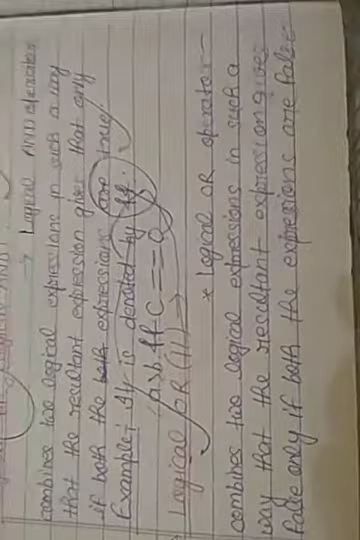 → Logical AND operator
combines two logical expressions in such a way
that the resultant expression gives that only
if both the expressions are true.
Example:- It is denoted by &&.
a>b && c==a
Logical OR (||) →
* Logical OR operator -
combines two logical expressions in such a
way that the resultant expression gives
false only if both the expressions are false